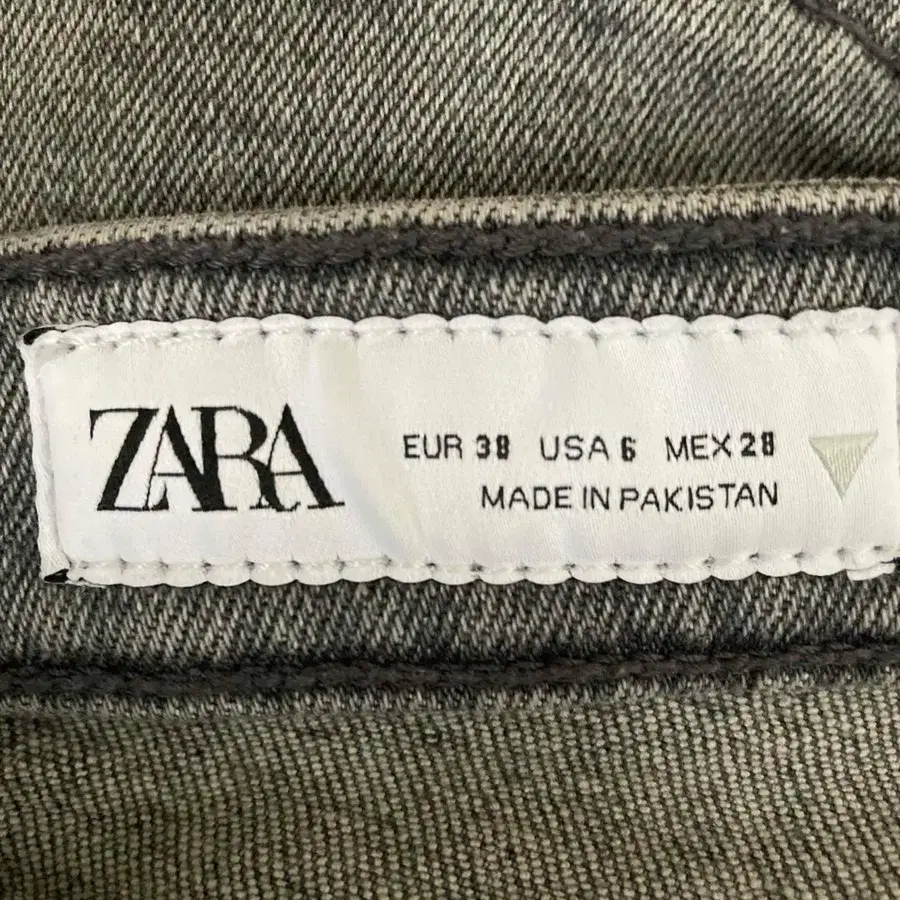 ZARA
EUR 38 USA 6 MEX 28
MADE IN PAKISTAN